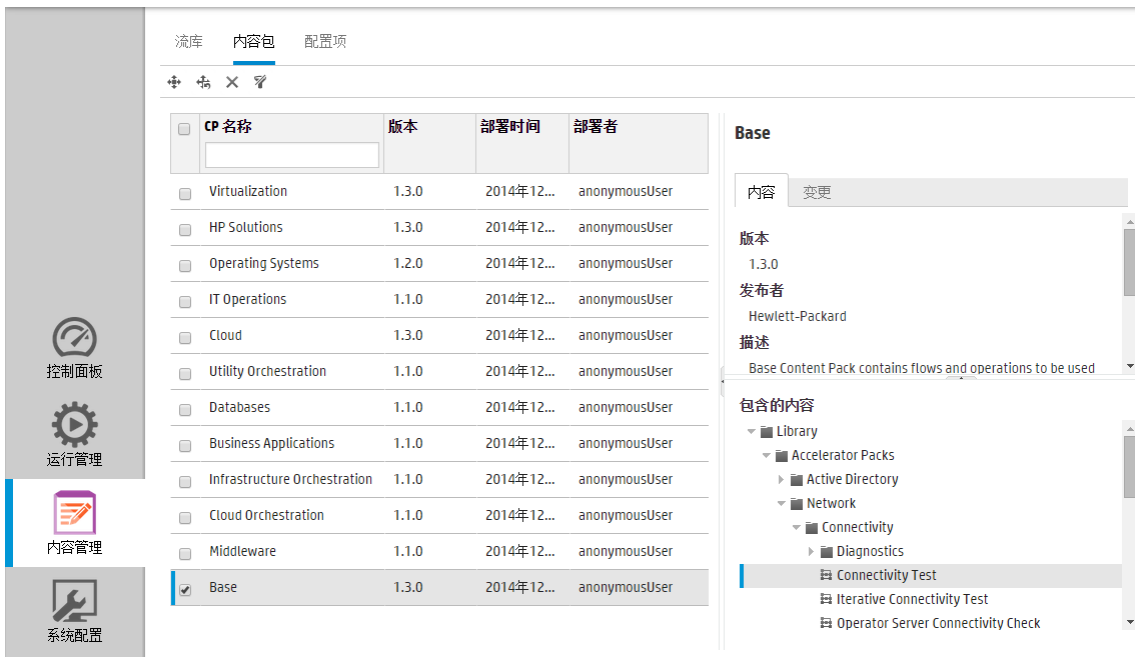 流库 内容包 配置项
CP 名称 版本 部署时间 部署者
Virtualization 1.3.0 2014年12... anonymousUser
HP Solutions 1.3.0 2014年12... anonymousUser
Operating Systems 1.2.0 2014年12... anonymousUser
IT Operations 1.1.0 2014年12... anonymousUser
Cloud 1.3.0 2014年12... anonymousUser
Utility Orchestration 1.1.0 2014年12... anonymousUser
Databases 1.1.0 2014年12... anonymousUser
Business Applications 1.1.0 2014年12... anonymousUser
Infrastructure Orchestration 1.1.0 2014年12... anonymousUser
Cloud Orchestration 1.1.0 2014年12... anonymousUser
Middleware 1.1.0 2014年12... anonymousUser
Base 1.3.0 2014年12... anonymousUser
Base
内容 变更
版本
1.3.0
发布者
Hewlett-Packard
描述
Base Content Pack contains flows and operations to be used
包含的内容
Library
Accelerator Packs
Active Directory
Network
Connectivity
Diagnostics
Connectivity Test
Iterative Connectivity Test
Operator Server Connectivity Check
控制面板
运行管理
内容管理
系统配置